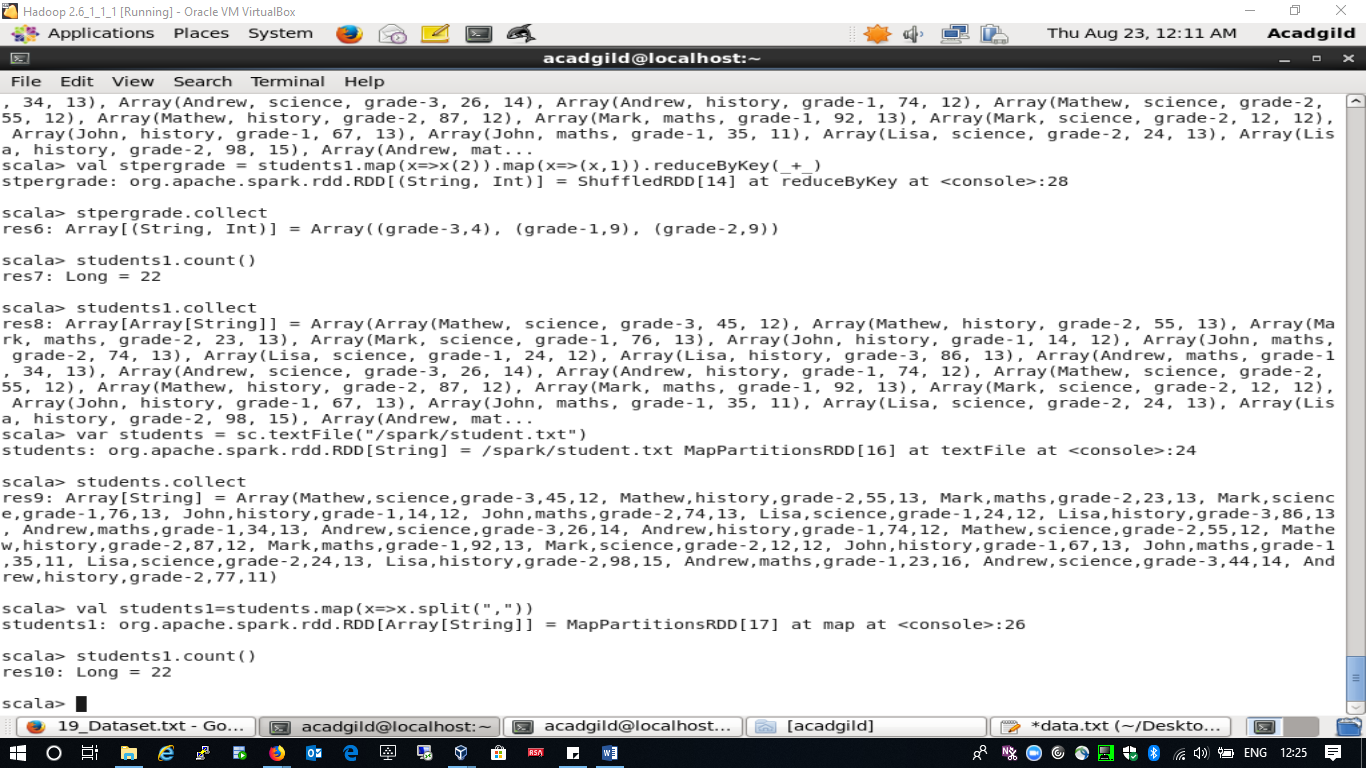 Hadoop 2.6_1_1_1 [Running] - Oracle VM VirtualBox
Applications Places System Thu Aug 23, 12:11 AM Acadgild
acadgild@localhost:~
File Edit View Search Terminal Help
, 34, 13), Array(Andrew, science, grade-3, 26, 14), Array(Andrew, history, grade-1, 74, 12), Array(Mathew, science, grade-2,
55, 12), Array(Mathew, history, grade-2, 87, 12), Array(Mark, maths, grade-1, 92, 13), Array(Mark, science, grade-2, 12, 12),
Array(John, history, grade-1, 67, 13), Array(John, maths, grade-1, 35, 11), Array(Lisa, science, grade-2, 24, 13), Array(Lis
a, history, grade-2, 98, 15), Array(Andrew, mat...
scala> val stpergrade = students1.map(x=>x(2)).map(x=>(x,1)).reduceByKey(_+_)
stpergrade: org.apache.spark.rdd.RDD[(String, Int)] = ShuffledRDD[14] at reduceByKey at <console>:28
scala> stpergrade.collect
res6: Array[(String, Int)] = Array((grade-3,4), (grade-1,9), (grade-2,9))
scala> students1.count()
res7: Long = 22
scala> students1.collect
res8: Array[Array[String]] = Array(Array(Mathew, science, grade-3, 45, 12), Array(Mathew, history, grade-2, 55, 13), Array(Ma
rk, maths, grade-2, 23, 13), Array(Mark, science, grade-1, 76, 13), Array(John, history, grade-1, 14, 12), Array(John, maths,
grade-2, 74, 13), Array(Lisa, science, grade-1, 24, 12), Array(Lisa, history, grade-3, 86, 13), Array(Andrew, maths, grade-1
, 34, 13), Array(Andrew, science, grade-3, 26, 14), Array(Andrew, history, grade-1, 74, 12), Array(Mathew, science, grade-2,
55, 12), Array(Mathew, history, grade-2, 87, 12), Array(Mark, maths, grade-1, 92, 13), Array(Mark, science, grade-2, 12, 12),
Array(John, history, grade-1, 67, 13), Array(John, maths, grade-1, 35, 11), Array(Lisa, science, grade-2, 24, 13), Array(Lis
a, history, grade-2, 98, 15), Array(Andrew, mat...
scala> var students = sc.textFile("/spark/student.txt")
students: org.apache.spark.rdd.RDD[String] = /spark/student.txt MapPartitionsRDD[16] at textFile at <console>:24
scala> students.collect
res9: Array[String] = Array(Mathew,science,grade-3,45,12, Mathew,history,grade-2,55,13, Mark,maths,grade-2,23,13, Mark,scienc
e,grade-1,76,13, John,history,grade-1,14,12, John,maths,grade-2,74,13, Lisa,science,grade-1,24,12, Lisa,history,grade-3,86,13
, Andrew,maths,grade-1,34,13, Andrew,science,grade-3,26,14, Andrew,history,grade-1,74,12, Mathew,science,grade-2,55,12, Mathe
w,history,grade-2,87,12, Mark,maths,grade-1,92,13, Mark,science,grade-2,12,12, John,history,grade-1,67,13, John,maths,grade-1
,35,11, Lisa,science,grade-2,24,13, Lisa,history,grade-2,98,15, Andrew,maths,grade-1,23,16, Andrew,science,grade-3,44,14, And
rew,history,grade-2,77,11)
scala> val students1=students.map(x=>x.split(","))
students1: org.apache.spark.rdd.RDD[Array[String]] = MapPartitionsRDD[17] at map at <console>:26
scala> students1.count()
res10: Long = 22
scala>
19_Dataset.txt - Go... acadgild@localhost:~ acadgild@localhost:... [acadgild] *data.txt (~/Deskto...
RSA ENG 12:25